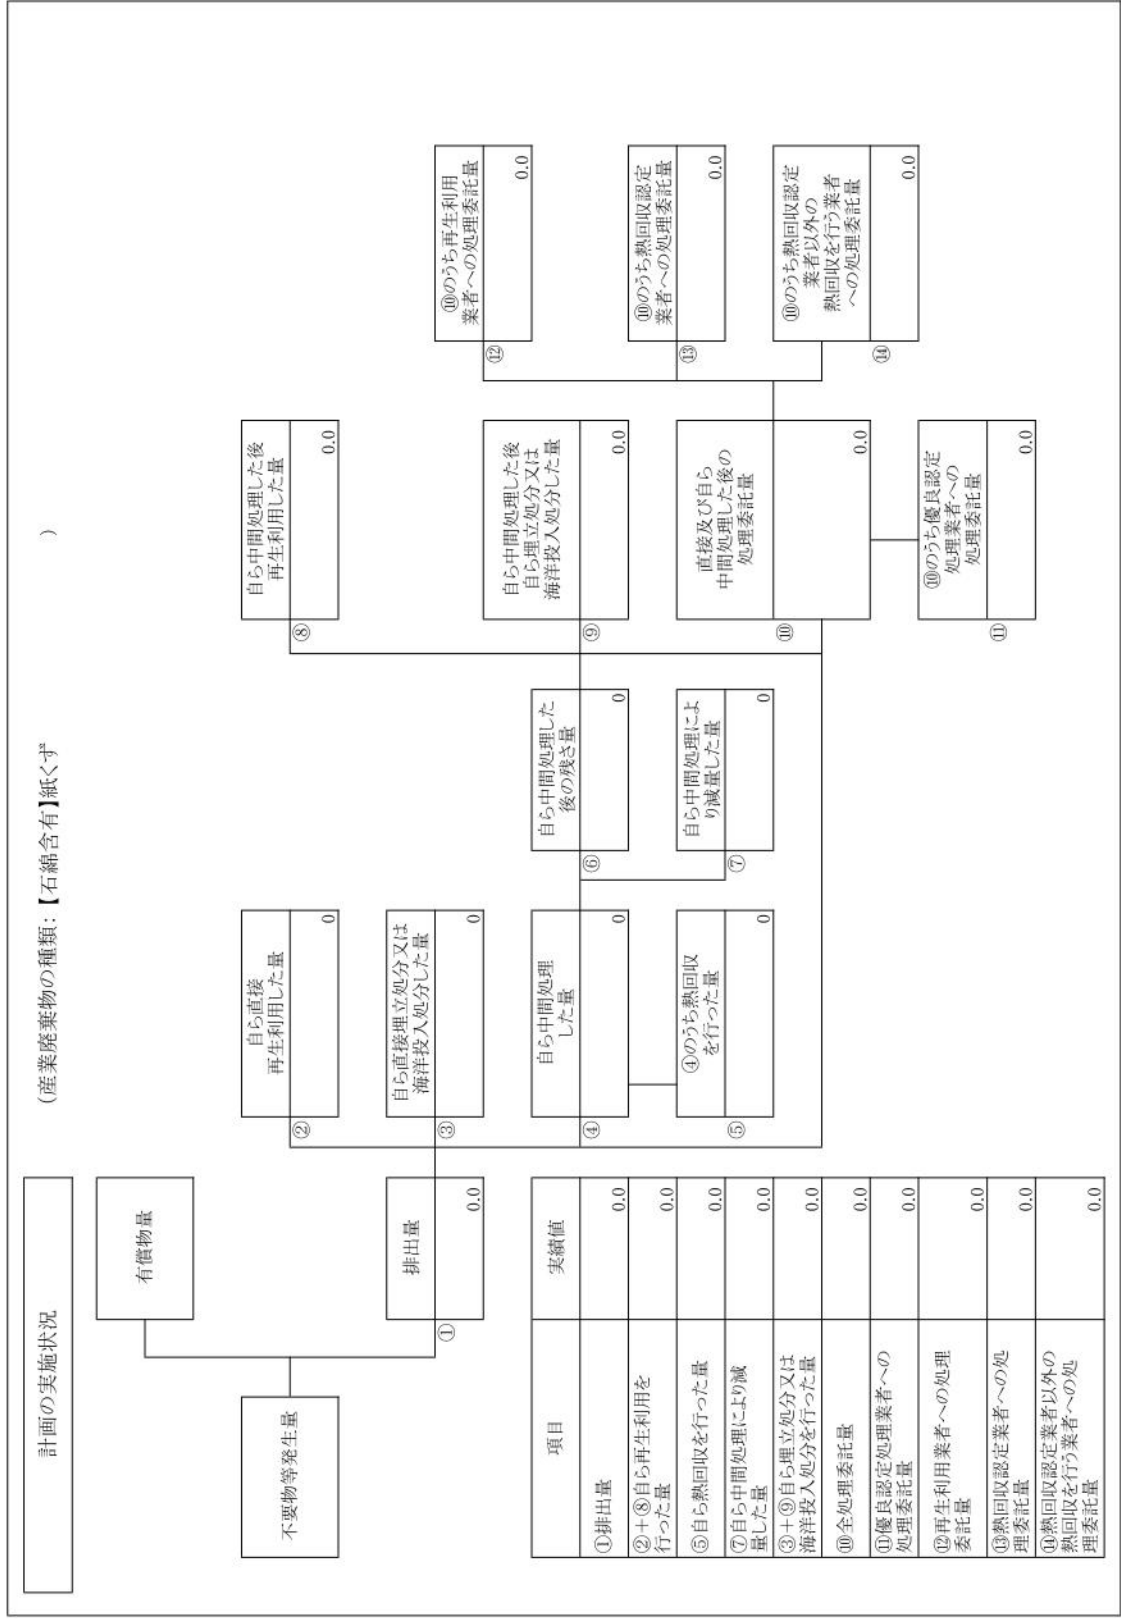 計画の実施状況
(産業廃棄物の種類：【石綿含有】紙くず )
不要物等発生量
有償物量
①
排出量
0.0
②
自ら直接
再生利用した量
0
③
自ら直接埋立処分又は
海洋投入処分した量
0
④
自ら中間処理
した量
0
⑤
④のうち熱回収
を行った量
0
⑥
自ら中間処理した
後の残さ量
0
⑦
自ら中間処理によ
り減量した量
0
⑧
自ら中間処理した後
再生利用した量
0.0
⑨
自ら中間処理した後
自ら埋立処分又は
海洋投入処分した量
0.0
⑩
直接及び自ら
中間処理した後の
処理委託量
0.0
⑪
⑩のうち優良認定
処理業者への
処理委託量
0.0
⑫
⑩のうち再生利用
業者への処理委託量
0.0
⑬
⑩のうち熱回収認定
業者への処理委託量
0.0
⑭
⑩のうち熱回収認定
業者以外の
熱回収を行う業者
への処理委託量
0.0
項目 実績値
①排出量 0.0
②＋⑧自ら再生利用を
行った量 0.0
⑤自ら熱回収を行った量 0.0
⑦自ら中間処理により減
量した量 0.0
③＋⑨自ら埋立処分又は
海洋投入処分を行った量 0.0
⑩全処理委託量 0.0
⑪優良認定処理業者への
処理委託量 0.0
⑫再生利用業者への処理
委託量 0.0
⑬熱回収認定業者への処
理委託量 0.0
⑭熱回収認定業者以外の
熱回収を行う業者への処
理委託量 0.0